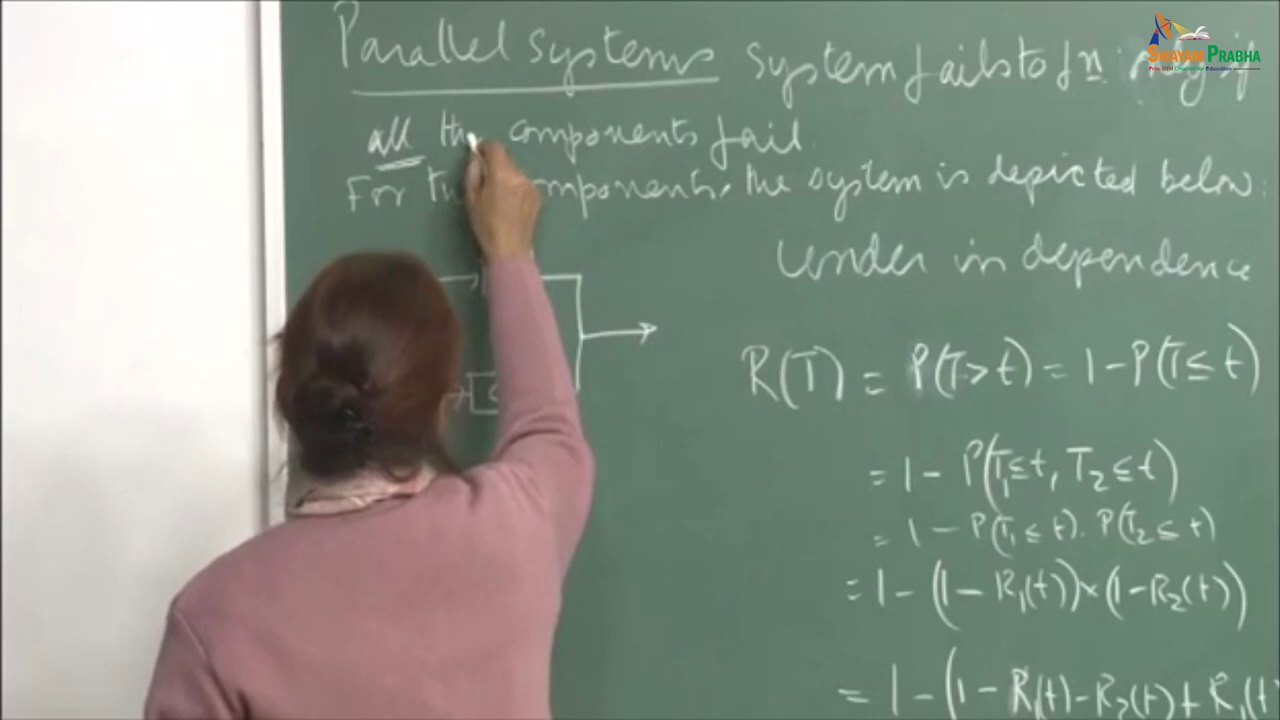 SWAYAM PRABHA
Parallel Systems System fails to fn
all the components fail.
For components, the system is depicted below:
Under independence
R(T) = P(T > t) = 1 - P(T ≤ t)
= 1 - P(T₁ ≤ t, T₂ ≤ t)
= 1 - P(T₁ ≤ t). P(T₂ ≤ t)
= 1 - (1 - R₁(t)) × (1 - R₂(t))
= 1 - (1 - R₁(t) - R₂(t) + R₁(t)